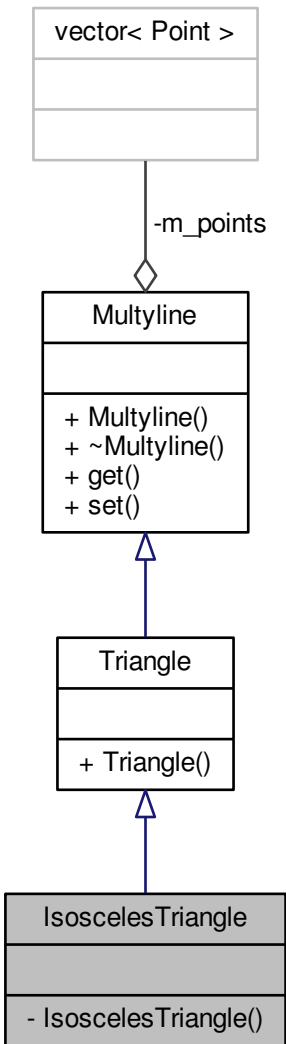 vector< Point >
-m_points
Multyline
+ Multyline()
+ ~Multyline()
+ get()
+ set()
Triangle
+ Triangle()
IsoscelesTriangle
- IsoscelesTriangle()